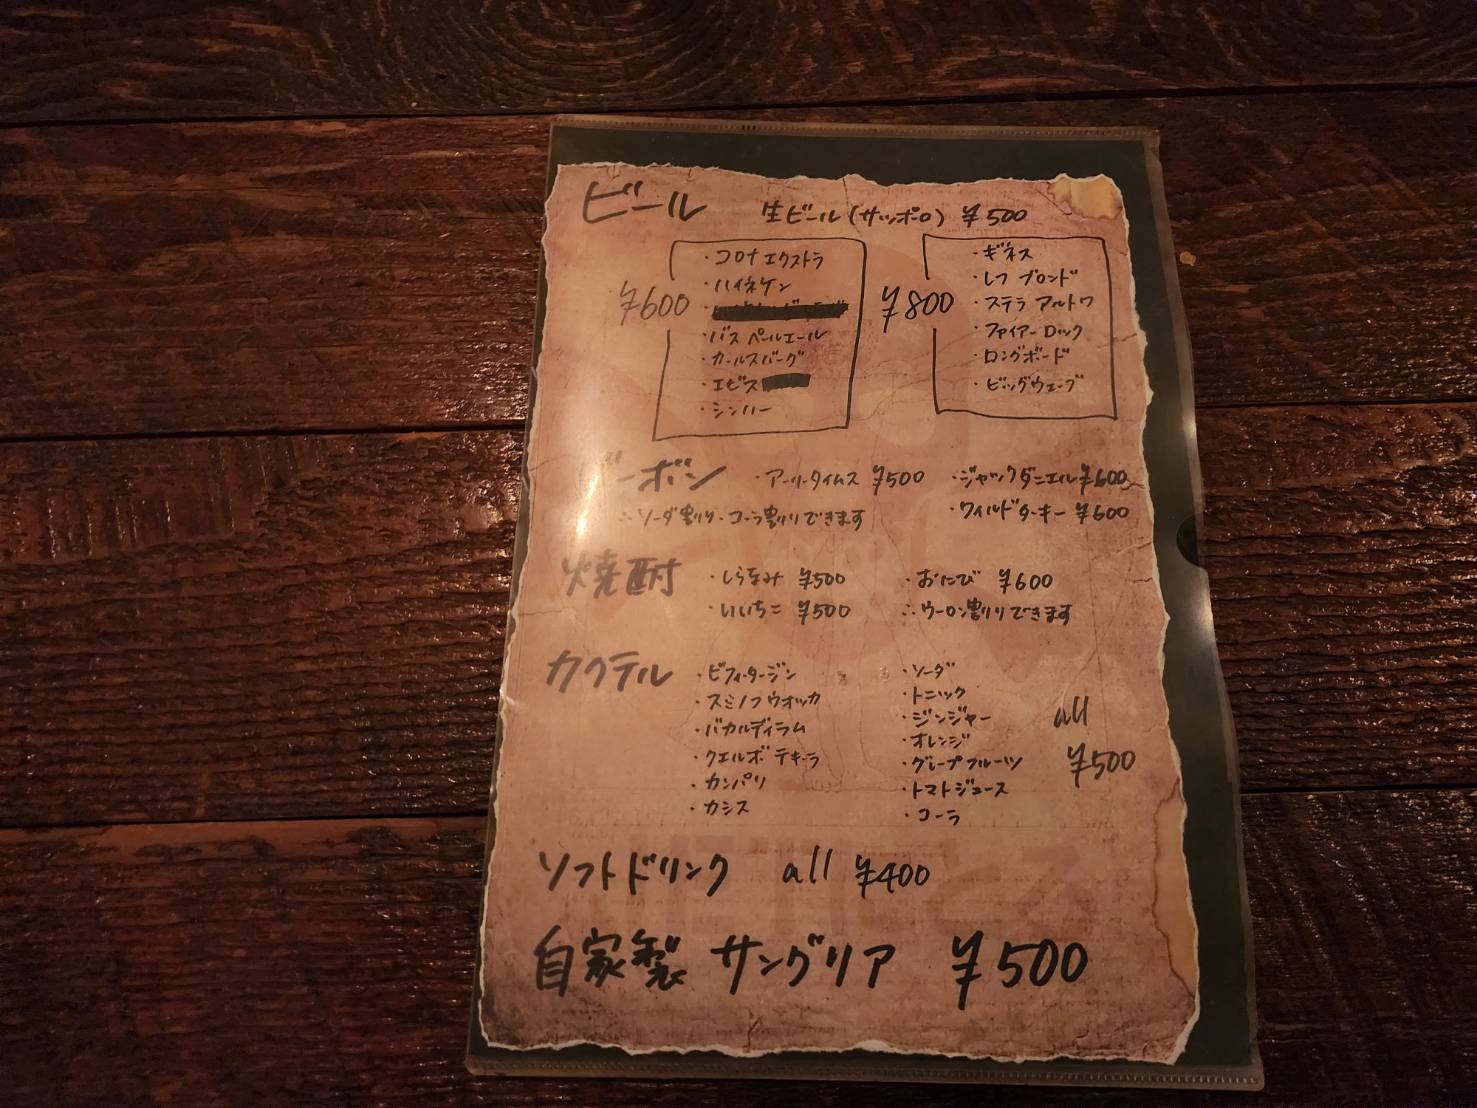 ビール 生ビール(サッポロ) ¥500
¥600
・コロナエクストラ
・ハイネケン
・バス ペールエール
・カールスバーグ
・エビス
・シンハー
¥800
・ギネス
・レフ ブロンド
・ステラ アルトワ
・ファイアーロック
・ロングボード
・ビッグウェーブ
バーボン ・アーリータイムス ¥500 ・ジャックダニエル ¥600
∴ソーダ割り・コーラ割りできます ・ワイルドターキー ¥600
焼酎 ・しらなみ ¥500 ・おにび ¥600
・いいちこ ¥500 ∴ウーロン割りできます
カクテル
・ビフィータージン
・スミノフウオッカ
・バカルディラム
・クエルボ テキーラ
・カンパリ
・カシス
・ソーダ
・トニック
・ジンジャー
・オレンジ
・グレープフルーツ
・トマトジュース
・コーラ
all
¥500
ソフトドリンク all ¥400
自家製 サングリア ¥500